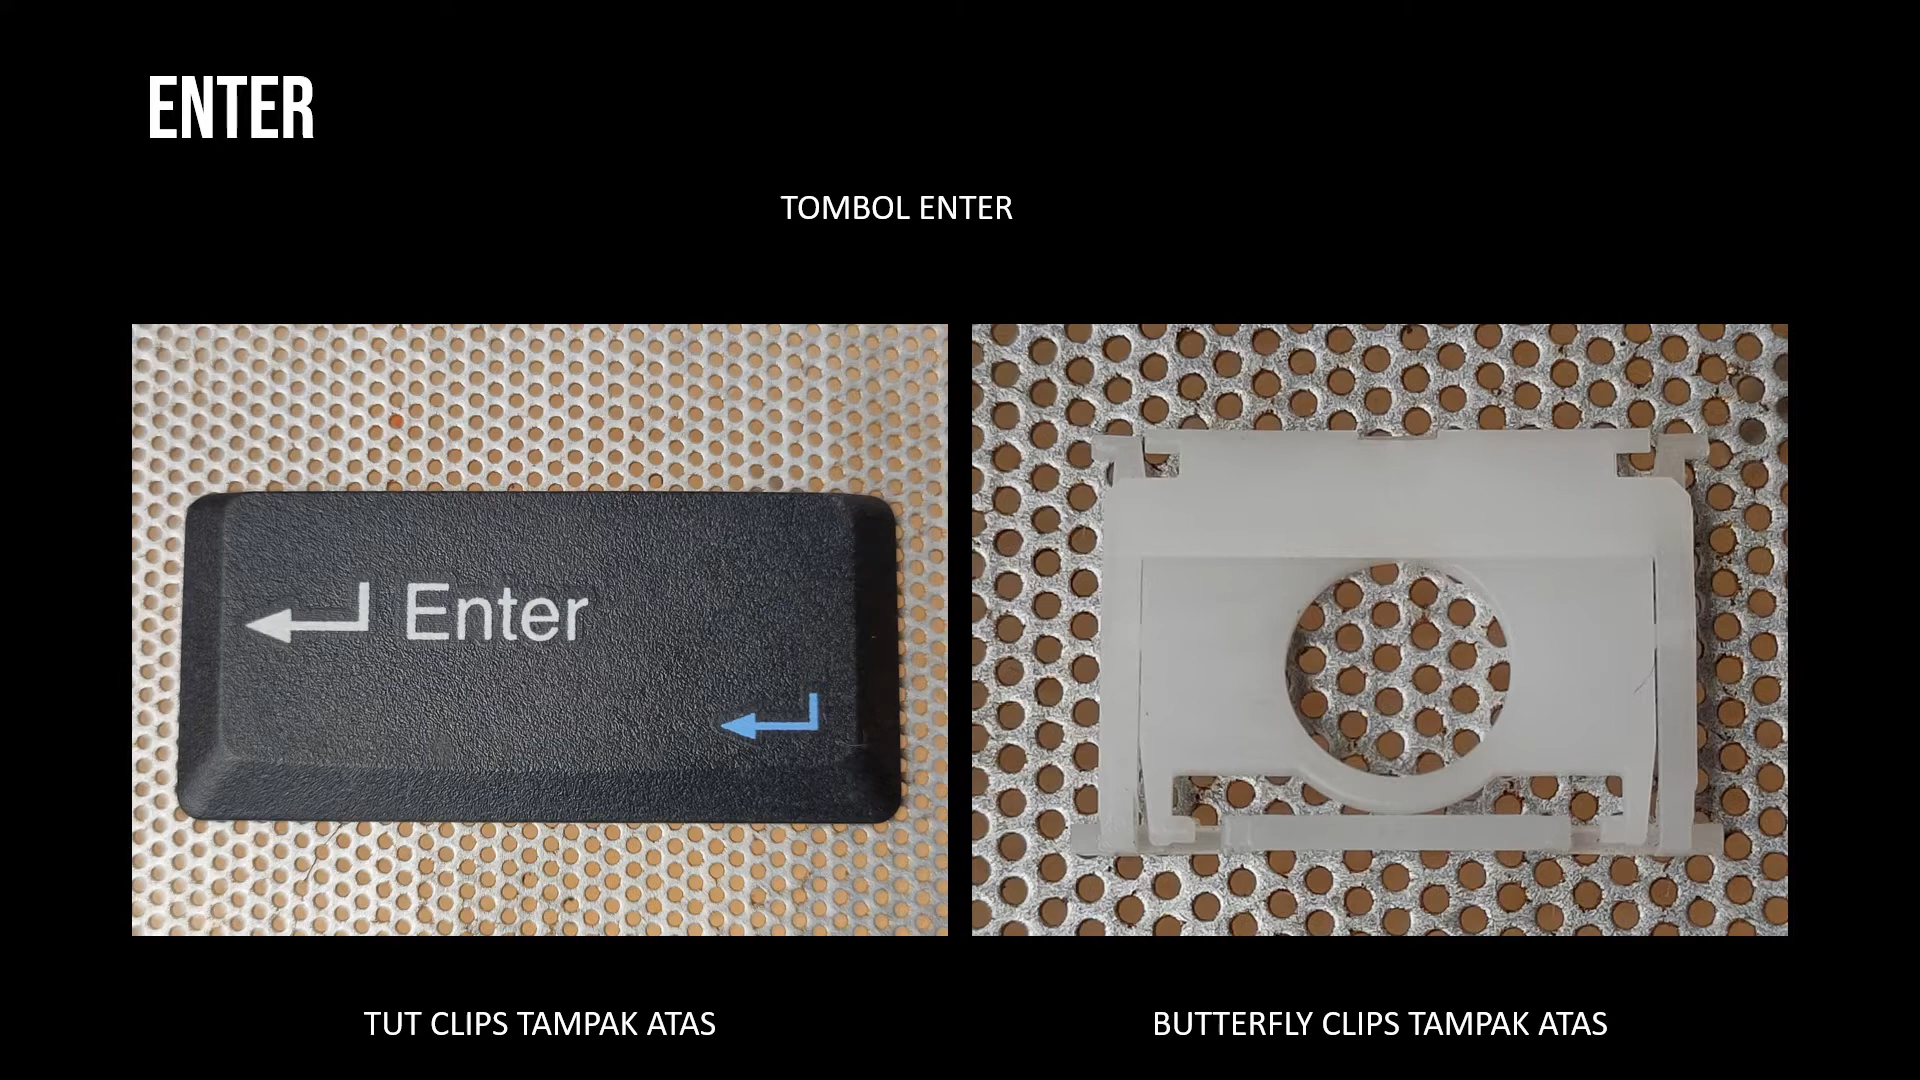 ENTER
TOMBOL ENTER
Enter
TUT CLIPS TAMPAK ATAS
BUTTERFLY CLIPS TAMPAK ATAS